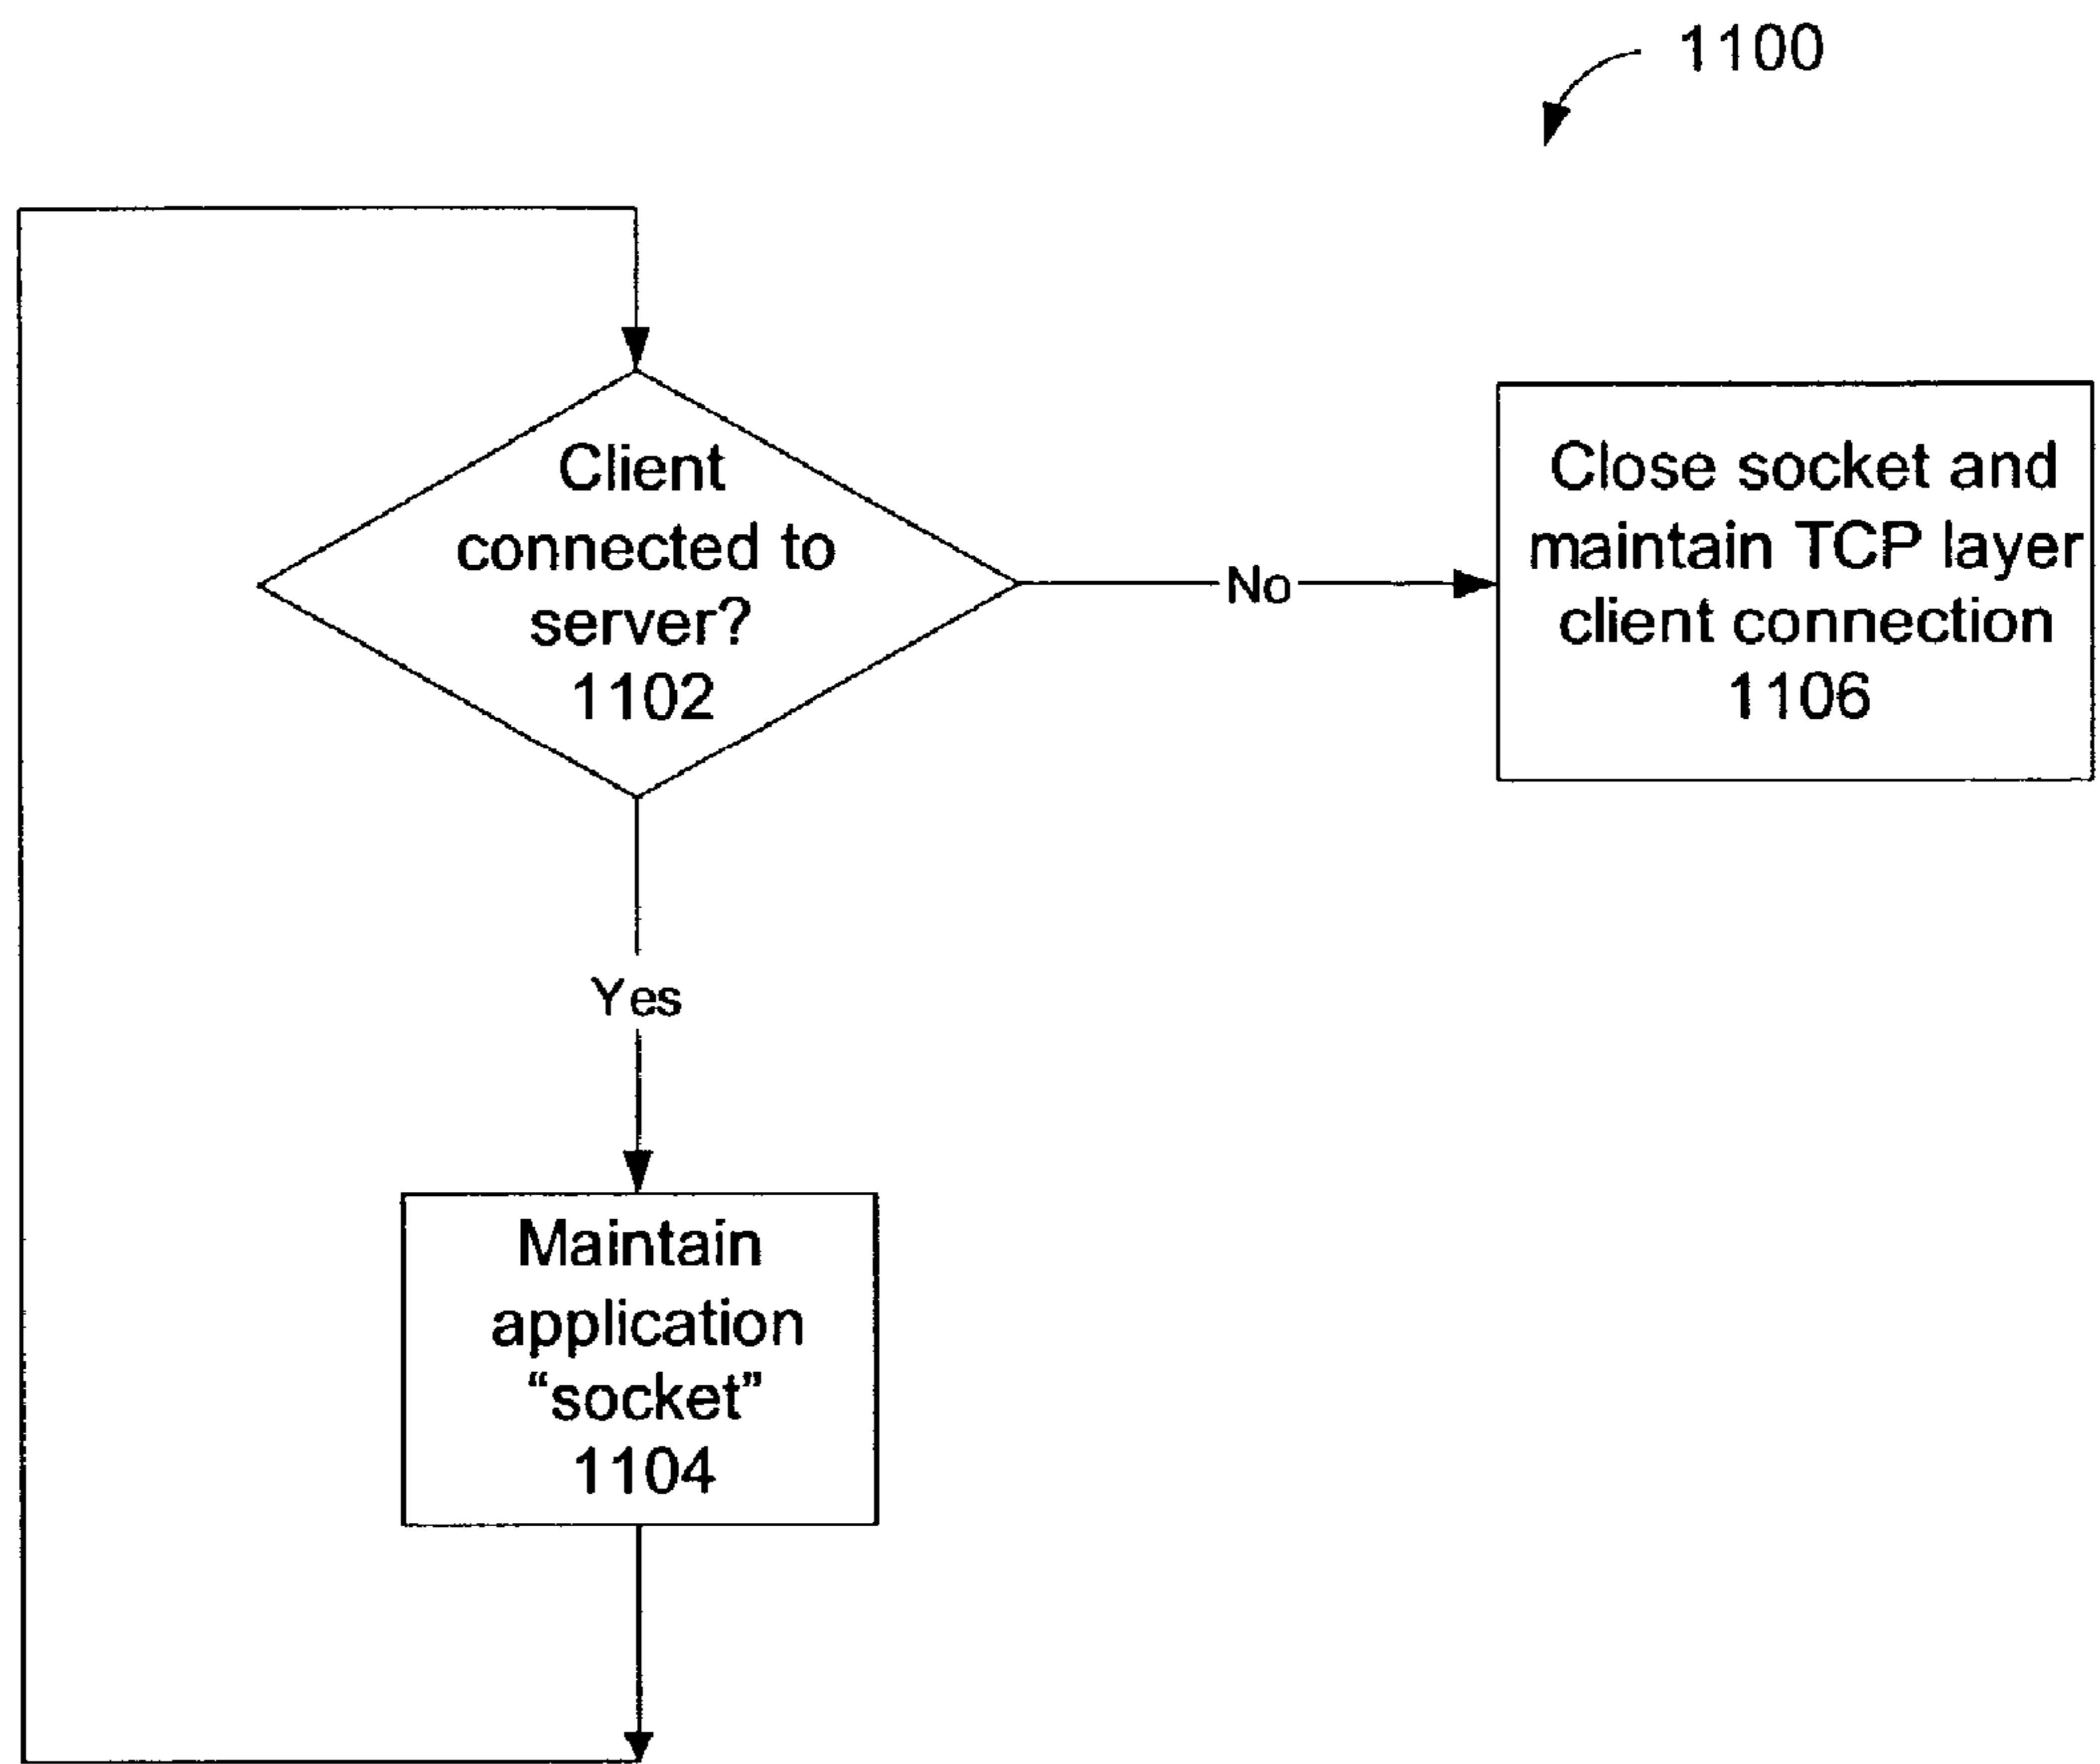 1100
Client
connected to
server?
1102
No
Close socket and
maintain TCP layer
client connection
1106
Yes
Maintain
application
“socket”
1104